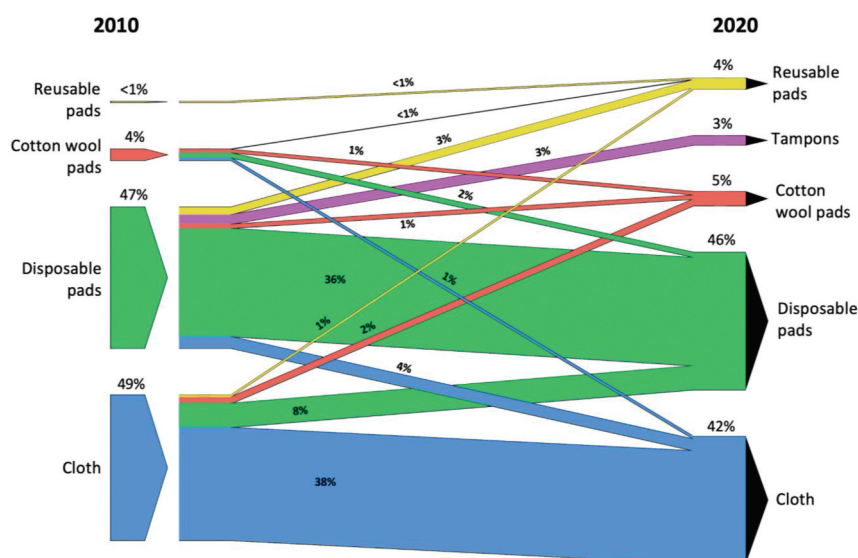 2010
2020
Reusable
pads
<1%
Cotton wool
pads
4%
47%
Disposable
pads
49%
Cloth
<1%
<1%
3%
3%
1%
2%
1%
36%
1%
1%
2%
4%
8%
38%
4%
Reusable
pads
3%
Tampons
5%
Cotton
wool pads
46%
Disposable
pads
42%
Cloth